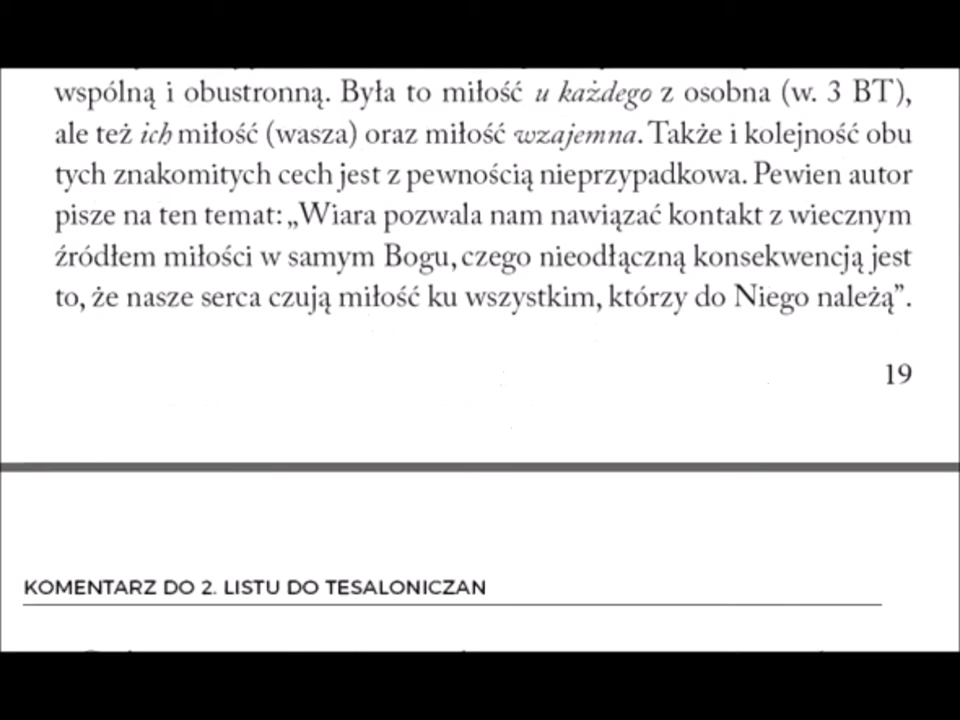 wspólną i obustronną. Była to miłość u każdego z osobna (w. 3 BT),
ale też ich miłość (wasza) oraz miłość wzajemna. Także i kolejność obu
tych znakomitych cech jest z pewnością nieprzypadkowa. Pewien autor
pisze na ten temat: „Wiara pozwala nam nawiązać kontakt z wiecznym
źródłem miłości w samym Bogu, czego nieodłączną konsekwencją jest
to, że nasze serca czują miłość ku wszystkim, którzy do Niego należą”.
19
KOMENTARZ DO 2. LISTU DO TESALONICZAN